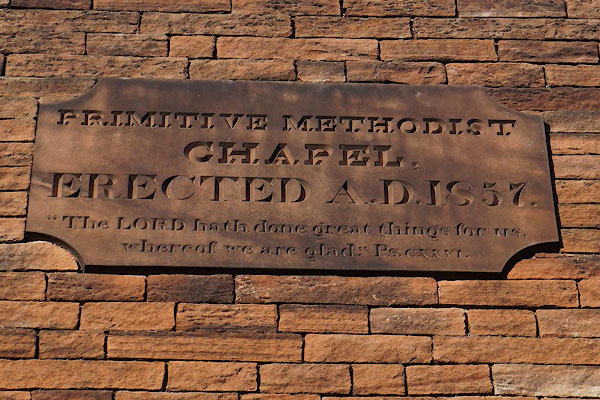 PRIMITIVE METHODIST
CHAPEL,
ERECTED A.D. 1857.
"The LORD hath done great things for us,
whereof we are glad." Ps. CXXVI.